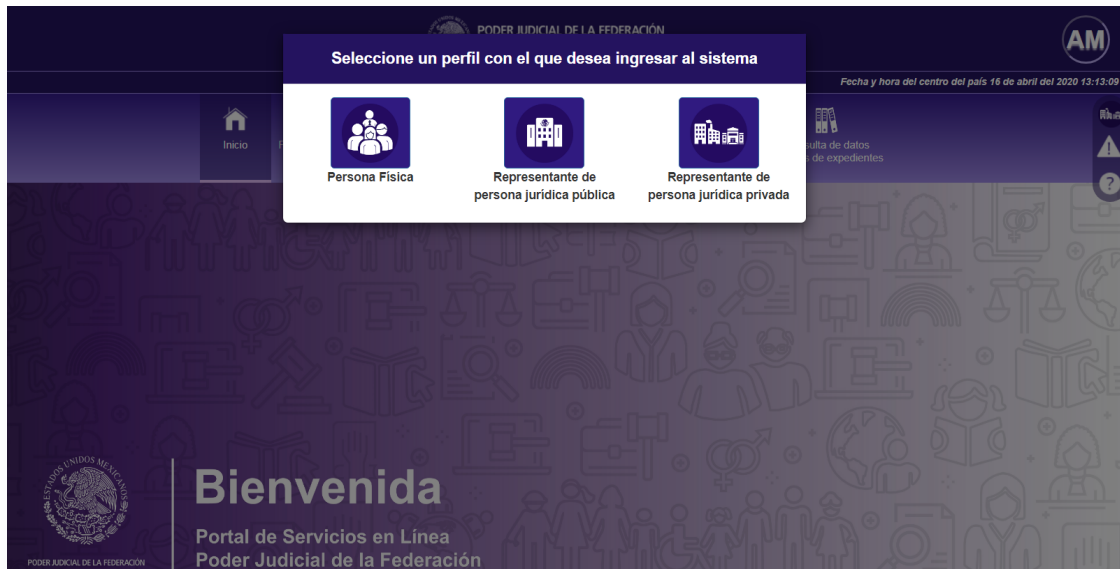 PODER JUDICIAL DE LA FEDERACIÓN
AM
Seleccione un perfil con el que desea ingresar al sistema
Fecha y hora del centro del país 16 de abril del 2020 13:13:09
Inicio
sulta de datos
s de expedientes
Persona Física
Representante de
persona jurídica pública
Representante de
persona jurídica privada
ESTADOS UNIDOS MEXICANOS
Bienvenida
Portal de Servicios en Línea
Poder Judicial de la Federación
PODER JUDICIAL DE LA FEDERACIÓN